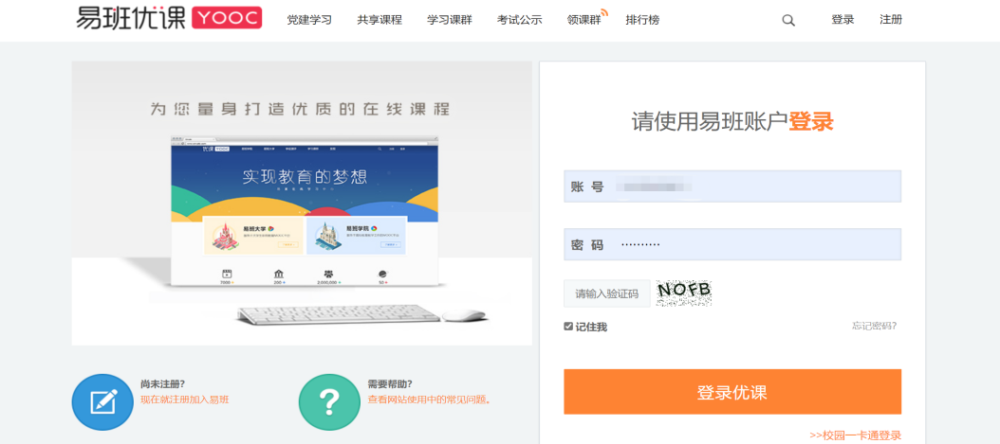 易班优课 YOOC 党建学习 共享课程 学习课群 考试公示 领课群 排行榜 登录 注册
为您量身打造优质的在线课程
优课 YOOC
实现教育的梦想
易班大学 易班学院
7000+ 200+ 2,000,000+ 50+
尚未注册?
现在就注册加入易班
需要帮助?
查看网站使用中的常见问题。
请使用易班账户登录
账 号
密 码 ··········
请输入验证码 NOFB
记住我 忘记密码?
登录优课
>>校园一卡通登录